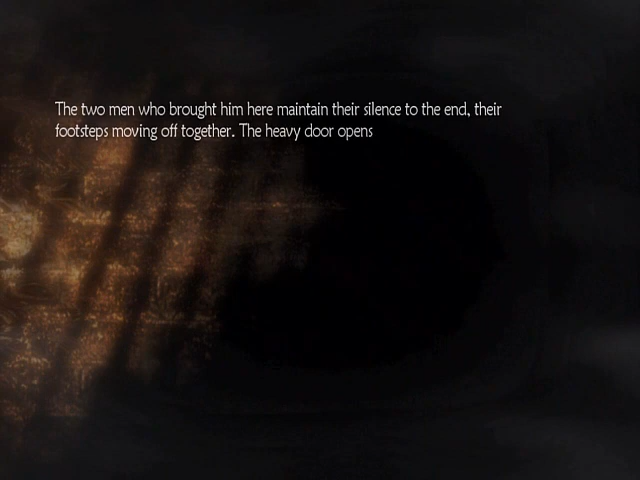 The two men who brought him here maintain their silence to the end, their
footsteps moving off together. The heavy door opens